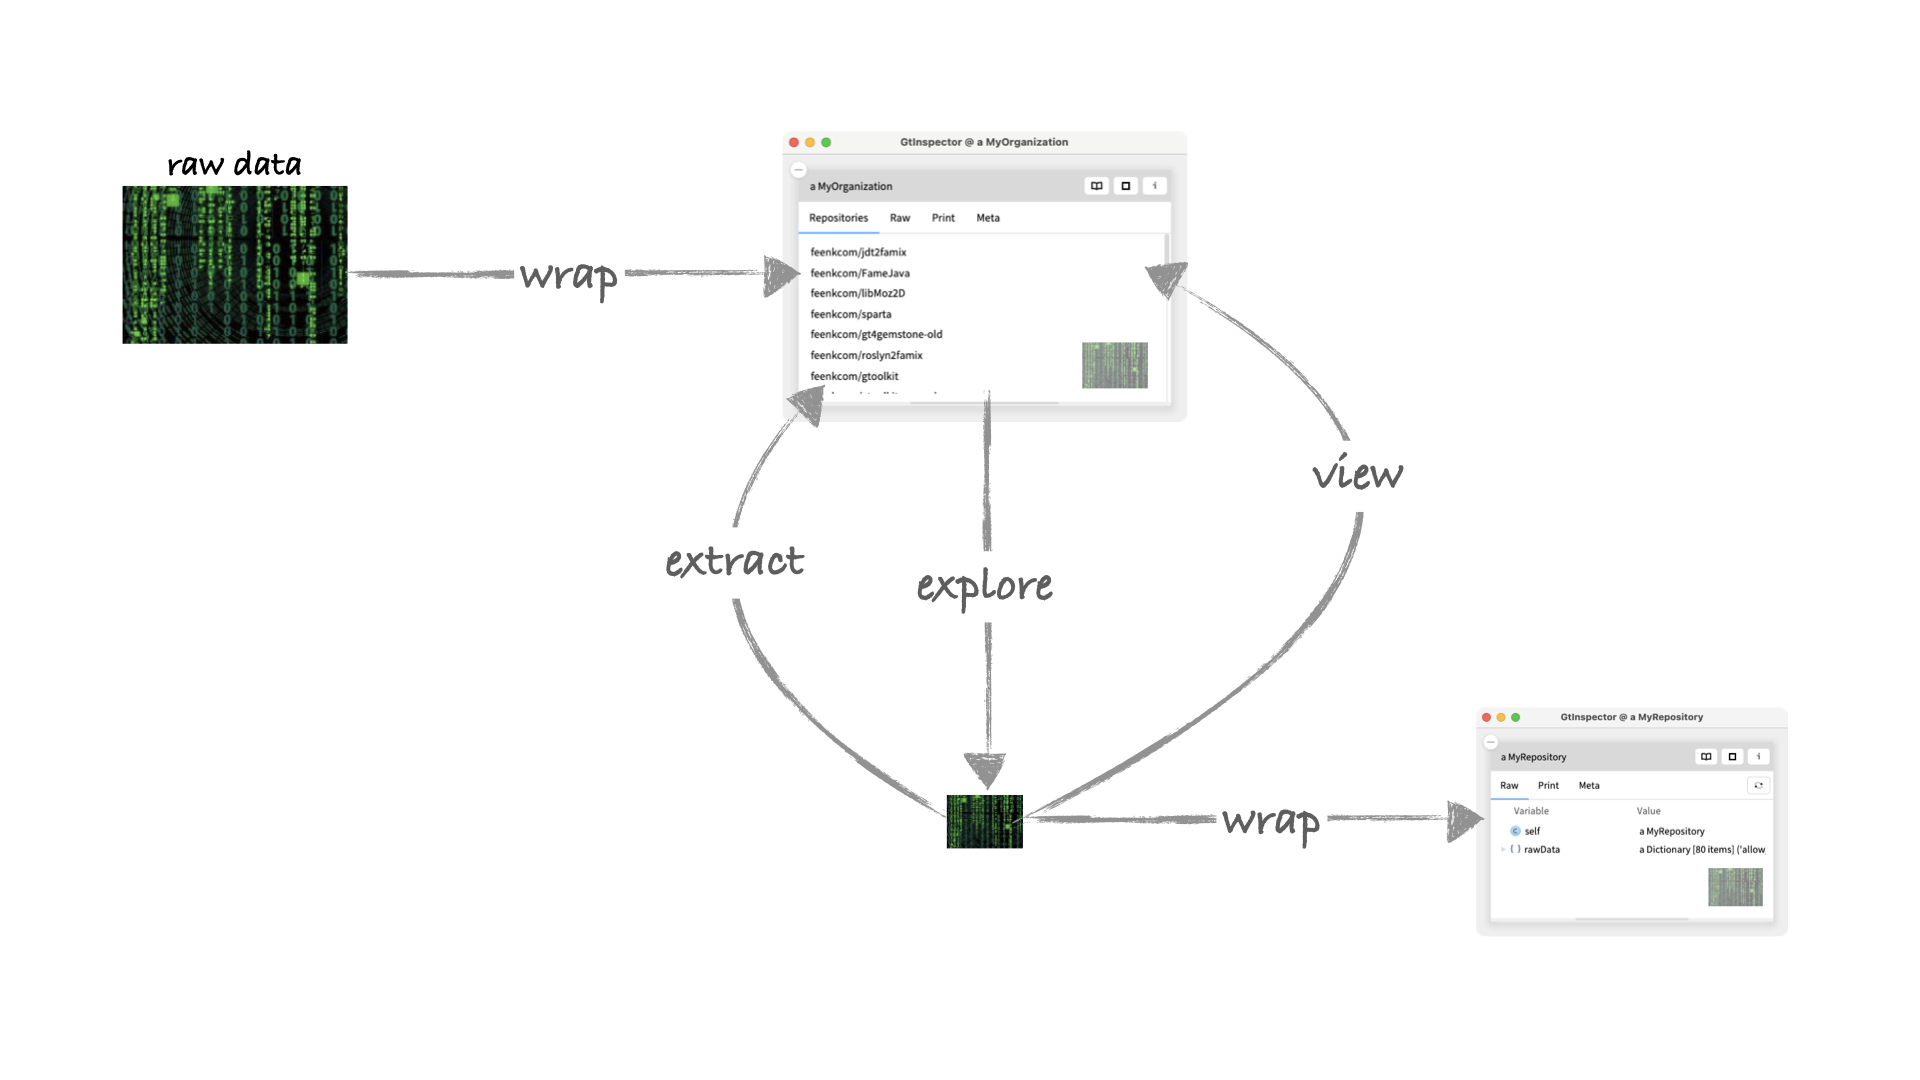 raw data
wrap
GtInspector @ a MyOrganization
a MyOrganization
i
Repositories Raw Print Meta
feenkcom/jdt2famix
feenkcom/FameJava
feenkcom/libMoz2D
feenkcom/sparta
feenkcom/gt4gemstone-old
feenkcom/roslyn2famix
feenkcom/gtoolkit
view
extract
explore
wrap
GtInspector @ a MyRepository
a MyRepository
i
Raw Print Meta
Variable Value
C self a MyRepository
{ } rawData a Dictionary [80 items] ('allow